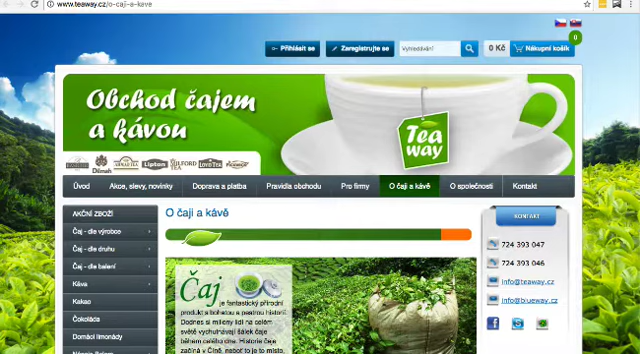 www.teaway.cz/o-caji-a-kave
Přihlásit se
Zaregistrujte se
Vyhledávání
0 Kč
Nákupní košík
0
Obchod čajem
a kávou
Tea
way
Dilmah
Lipton
MILFORD
TEA
Úvod
Akce, slevy, novinky
Doprava a platba
Pravidla obchodu
Pro firmy
O čaji a kávě
O společnosti
Kontakt
AKČNÍ ZBOŽÍ
Čaj - dle výrobce
Čaj - dle druhu
Čaj - dle balení
Káva
Kakao
Čokoláda
Domácí limonády
O čaji a kávě
Čaj je fantastický přírodní
produkt s bohatou a pestrou historií.
Dodnes si miliony lidí na celém
světě vychutnávají šálek čaje
během celého dne. Historie čaje
začíná v Číně, neboť to je to místo,
KONTAKT
724 393 047
724 393 046
info@teaway.cz
info@blueway.cz